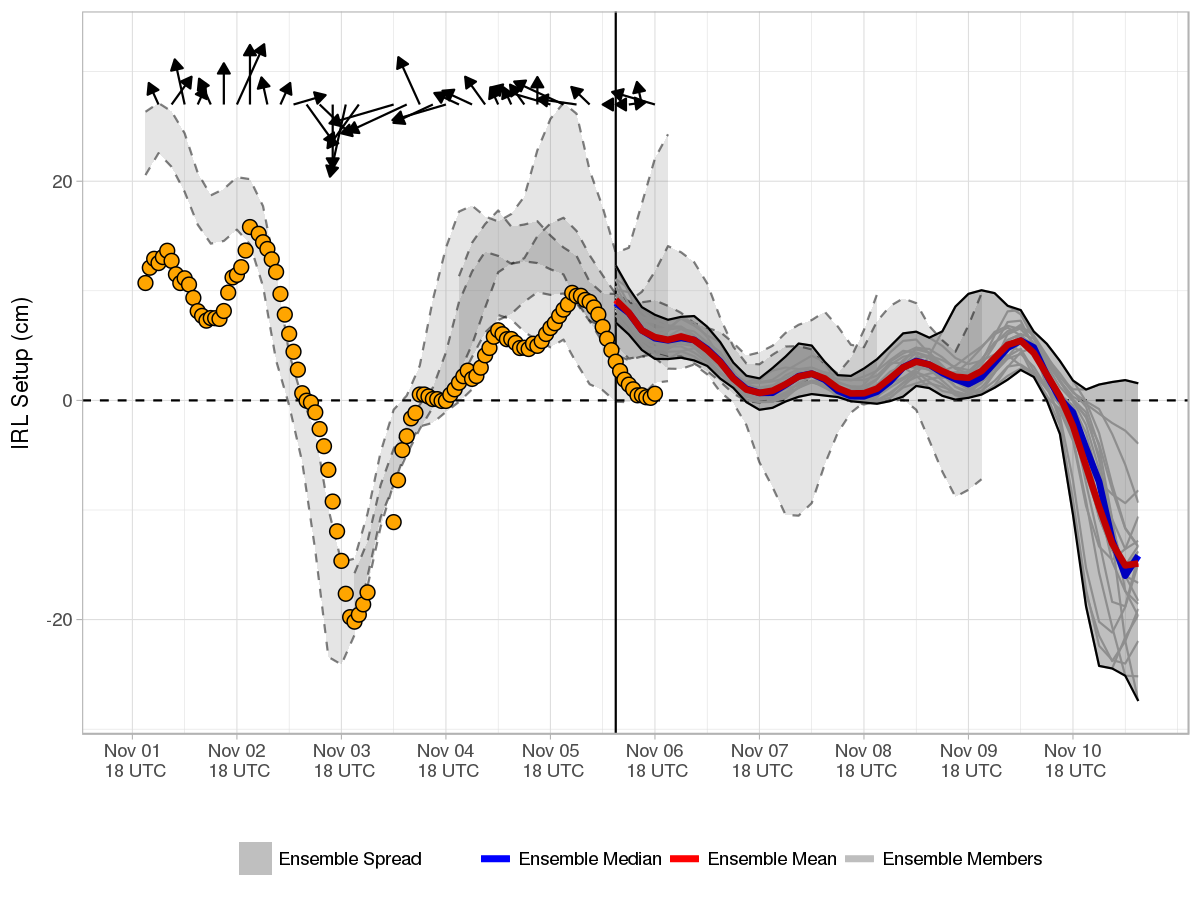 IRL Setup (cm)
20
0
-20
Nov 01 Nov 02 Nov 03 Nov 04 Nov 05 Nov 06 Nov 07 Nov 08 Nov 09 Nov 10
18 UTC 18 UTC 18 UTC 18 UTC 18 UTC 18 UTC 18 UTC 18 UTC 18 UTC 18 UTC
Ensemble Spread Ensemble Median Ensemble Mean Ensemble Members